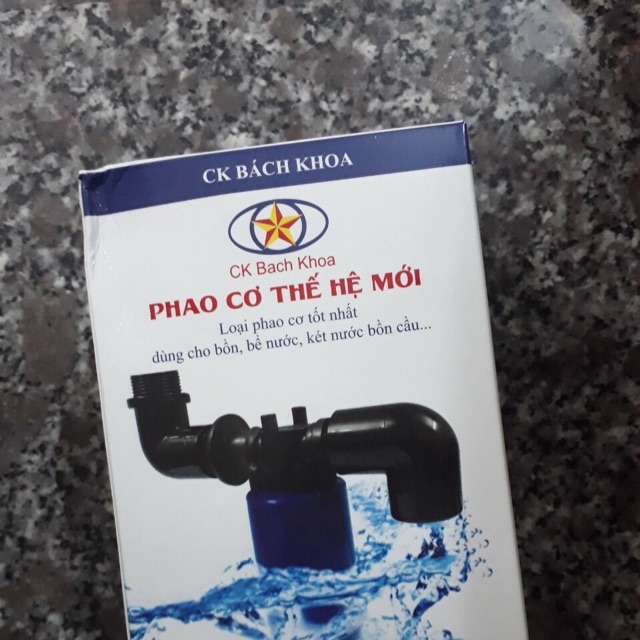 CK BÁCH KHOA
CK Bach Khoa
PHAO CƠ THẾ HỆ MỚI
Loại phao cơ tốt nhất
dùng cho bồn, bể nước, két nước bồn cầu...